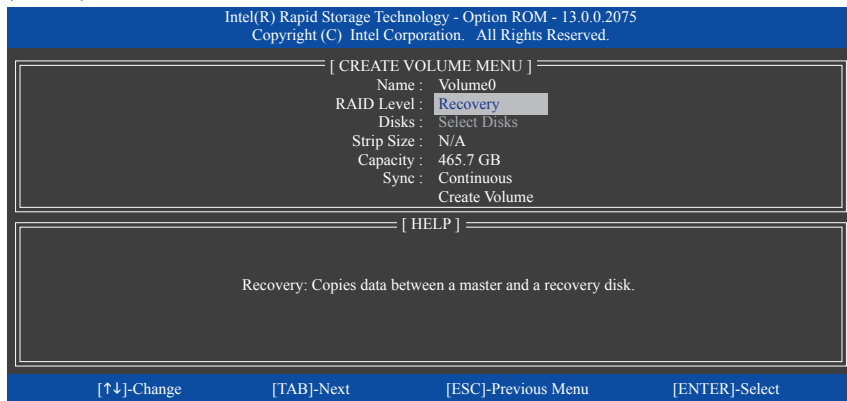 Intel(R) Rapid Storage Technology - Option ROM - 13.0.0.2075
Copyright (C) Intel Corporation. All Rights Reserved.
[ CREATE VOLUME MENU ]
Name : Volume0
RAID Level : Recovery
Disks : Select Disks
Strip Size : N/A
Capacity : 465.7 GB
Sync : Continuous
Create Volume
[ HELP ]
Recovery: Copies data between a master and a recovery disk.
[↑↓]-Change [TAB]-Next [ESC]-Previous Menu [ENTER]-Select